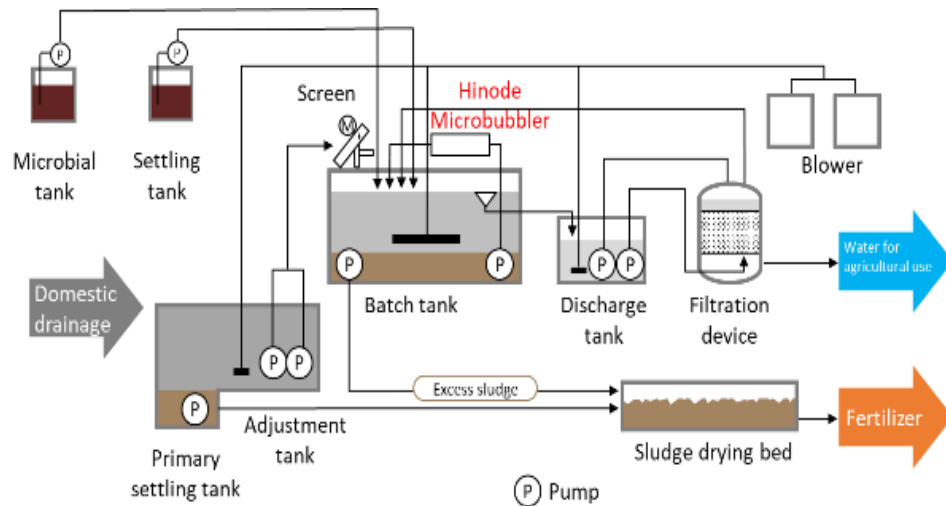 P
P
Screen
M
Hinode
Microbubbler
Microbial
tank
Settling
tank
Blower
P
P
P
P
Water for
agricultural use
Domestic
drainage
Batch tank
Discharge
tank
Filtration
device
P
P
P
Excess sludge
Adjustment
tank
Primary
settling tank
Sludge drying bed
Fertilizer
P Pump